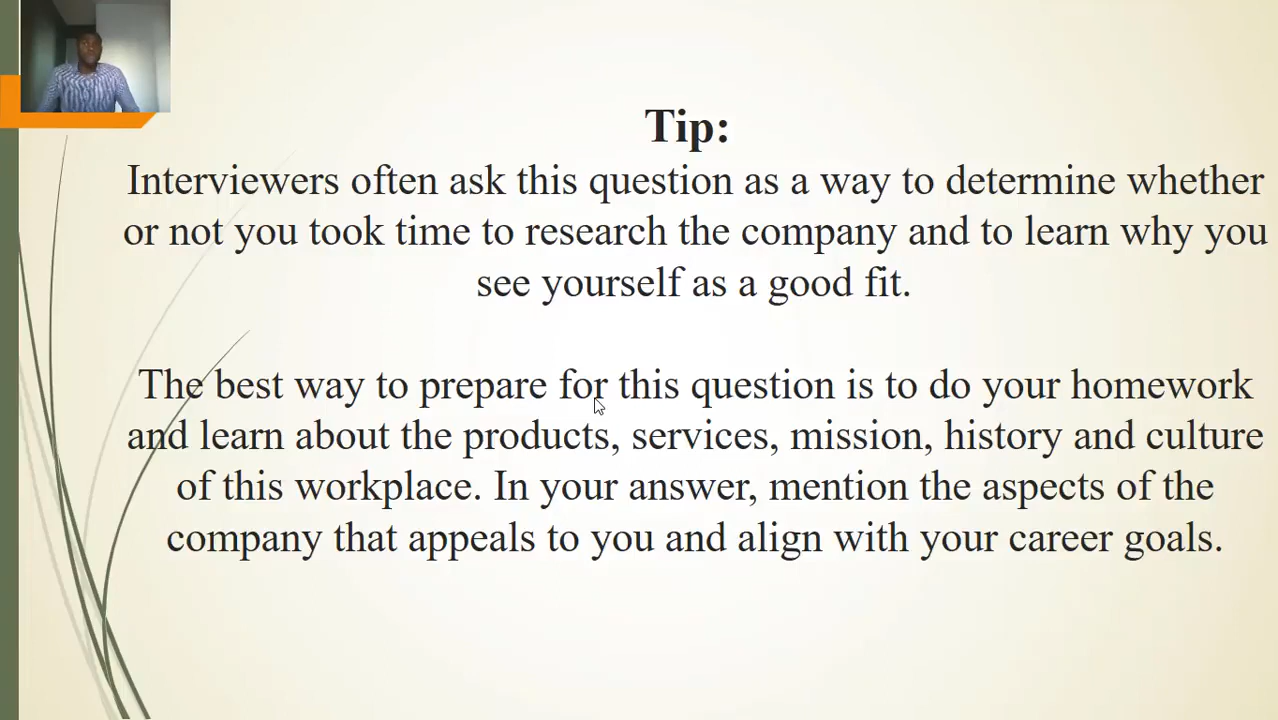 Tip:
Interviewers often ask this question as a way to determine whether
or not you took time to research the company and to learn why you
see yourself as a good fit.
The best way to prepare for this question is to do your homework
and learn about the products, services, mission, history and culture
of this workplace. In your answer, mention the aspects of the
company that appeals to you and align with your career goals.